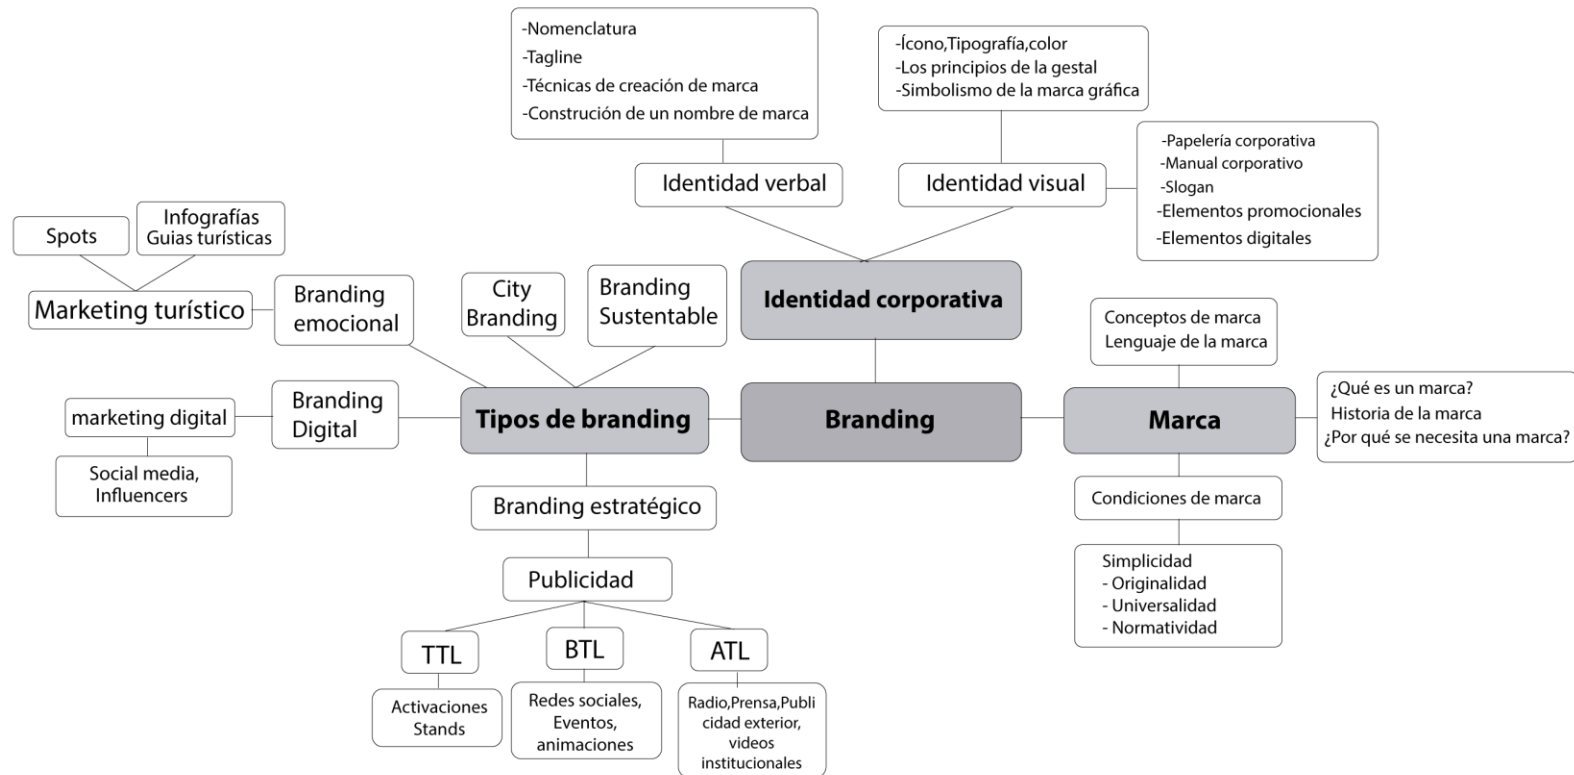 -Nomenclatura
-Tagline
-Técnicas de creación de marca
-Construción de un nombre de marca
-Ícono,Tipografía,color
-Los principios de la gestal
-Simbolismo de la marca gráfica
-Papelería corporativa
-Manual corporativo
-Slogan
-Elementos promocionales
-Elementos digitales
Identidad verbal
Identidad visual
Spots
Infografías
Guias turísticas
Marketing turístico
Branding
emocional
City
Branding
Branding
Sustentable
Identidad corporativa
Conceptos de marca
Lenguaje de la marca
marketing digital
Branding
Digital
Tipos de branding
Branding
Marca
¿Qué es un marca?
Historia de la marca
¿Por qué se necesita una marca?
Social media,
Influencers
Branding estratégico
Condiciones de marca
Publicidad
Simplicidad
- Originalidad
- Universalidad
- Normatividad
TTL
BTL
ATL
Activaciones
Stands
Redes sociales,
Eventos,
animaciones
Radio,Prensa,Publi
cidad exterior,
videos
institucionales